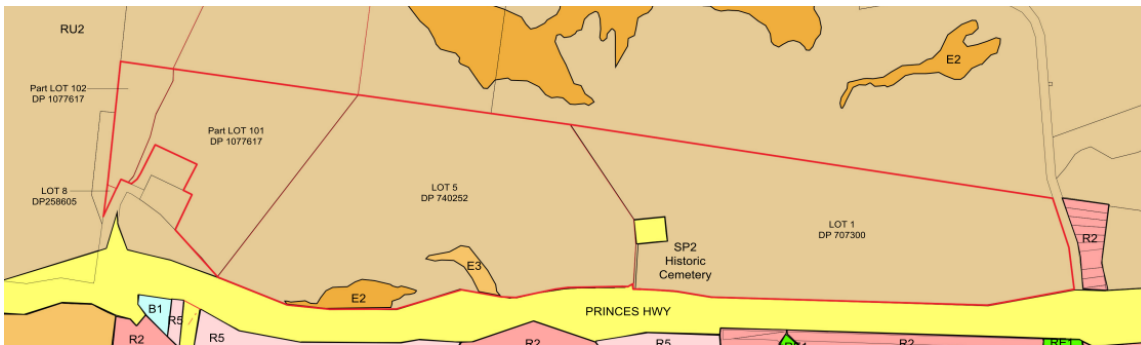 RU2
E2
Part LOT 102
DP 1077617
Part LOT 101
DP 1077617
LOT 8
DP258605
LOT 5
DP 740252
LOT 1
DP 707300
R2
SP2
Historic
Cemetery
E3
E2
B1
R5
PRINCES HWY
R2
R5
R2
R5
R2
RE1